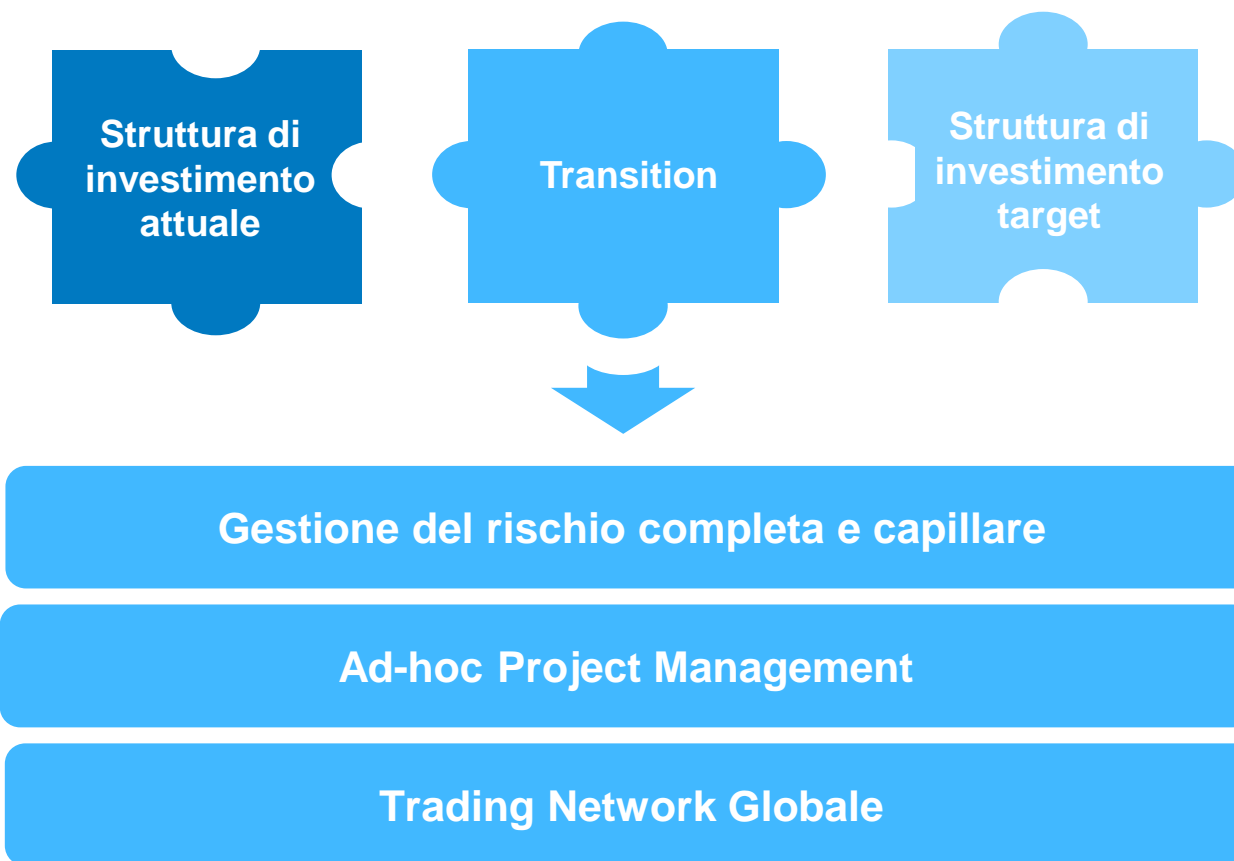 Struttura di
investimento
attuale
Transition
Struttura di
investimento
target
Gestione del rischio completa e capillare
Ad-hoc Project Management
Trading Network Globale